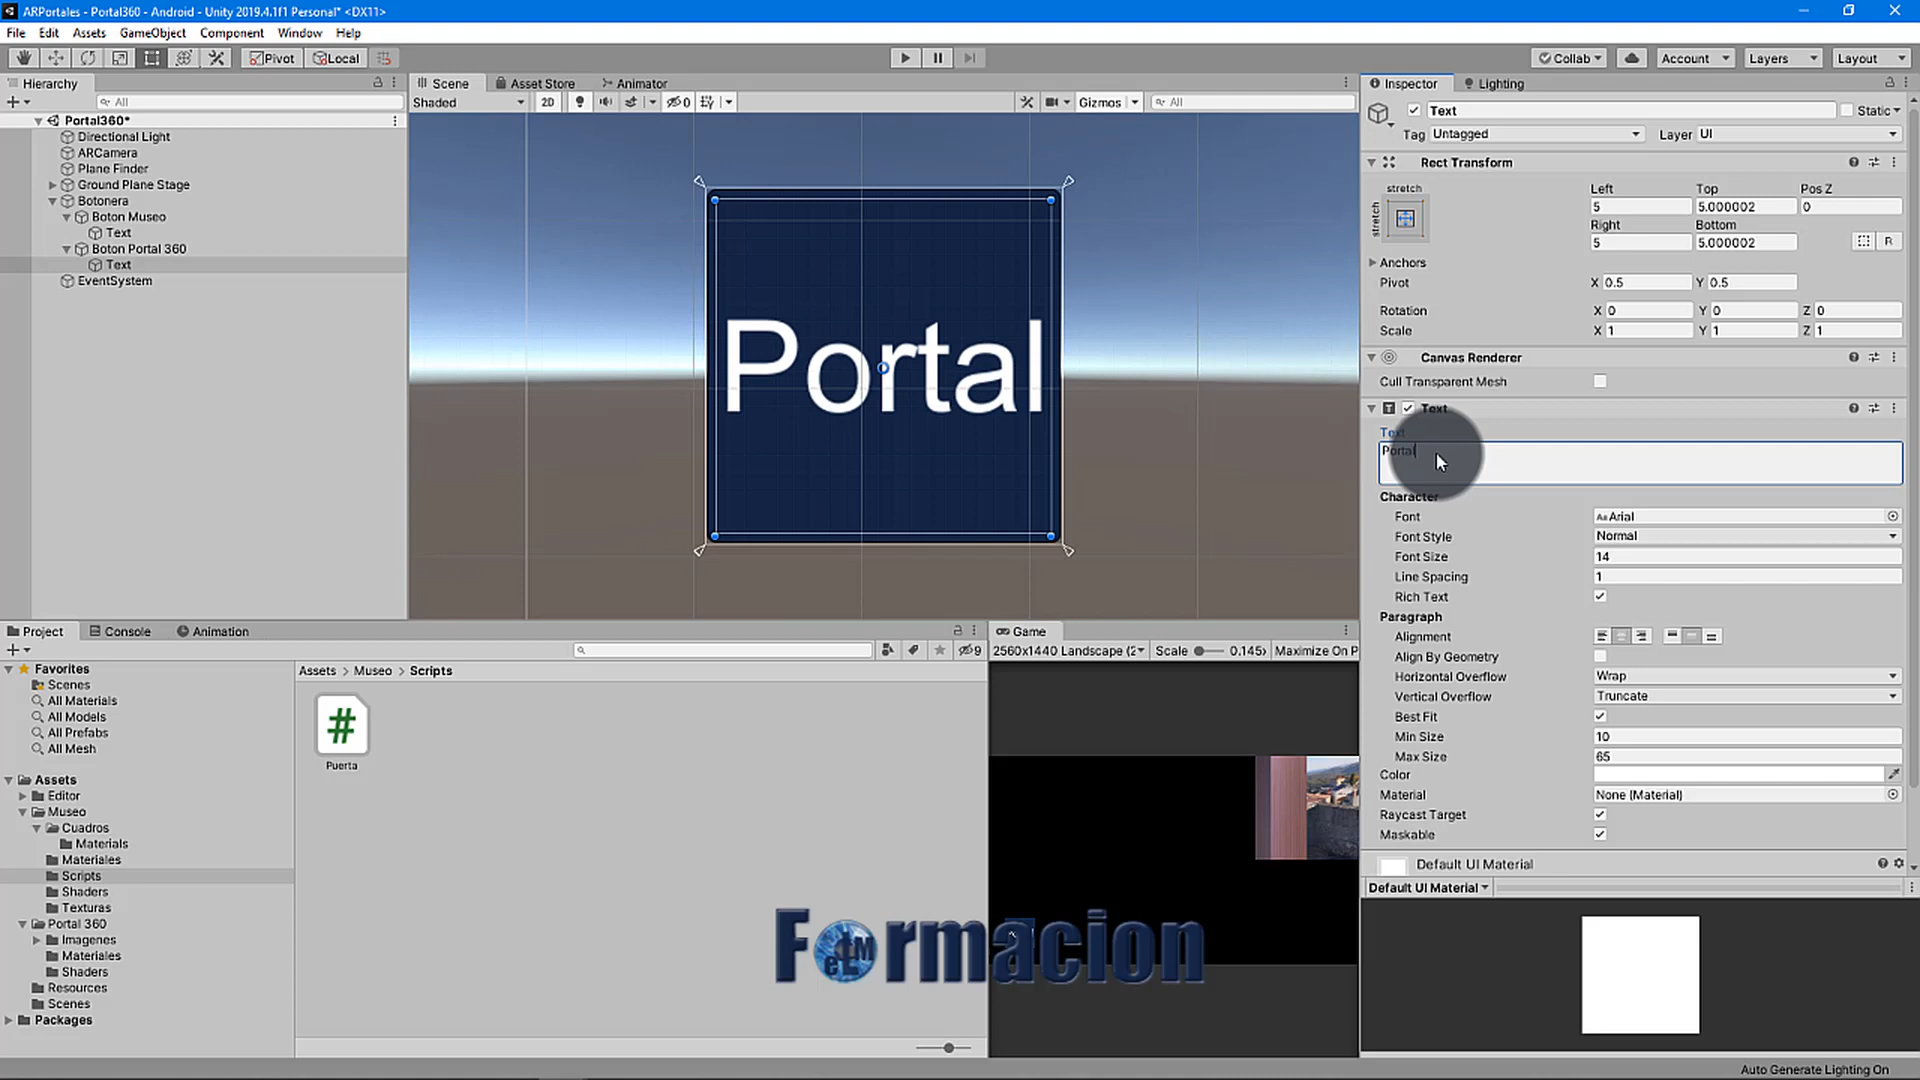 ARPortales - Portal360 - Android - Unity 2019.4.1f1 Personal* <DX11>
File Edit Assets GameObject Component Window Help
Pivot Local Collab Account Layers Layout
Hierarchy
All
Portal360*
Directional Light
ARCamera
Plane Finder
Ground Plane Stage
Botonera
Boton Museo
Text
Boton Portal 360
Text
EventSystem
Scene Asset Store Animator
Shaded 2D 0 Gizmos All
Portal
Inspector Lighting
Text Static
Tag Untagged Layer UI
Rect Transform
stretch
stretch
Left Top Pos Z
5 5.000002 0
Right Bottom
5 5.000002 R
Anchors
Pivot X 0.5 Y 0.5
Rotation X 0 Y 0 Z 0
Scale X 1 Y 1 Z 1
Canvas Renderer
Cull Transparent Mesh
Text
Text
Portal
Character
Font Arial
Font Style Normal
Font Size 14
Line Spacing 1
Rich Text
Paragraph
Alignment
Align By Geometry
Horizontal Overflow Wrap
Vertical Overflow Truncate
Best Fit
Min Size 10
Max Size 65
Color
Material None (Material)
Raycast Target
Maskable
Default UI Material
Default UI Material
Project Console Animation
9
Favorites
Scenes
All Materials
All Models
All Prefabs
All Mesh
Assets
Editor
Museo
Cuadros
Materials
Materiales
Scripts
Shaders
Texturas
Portal 360
Imagenes
Materiales
Shaders
Resources
Scenes
Packages
Assets > Museo > Scripts
#
Puerta
Game
2560x1440 Landscape (2 Scale 0.145x Maximize On P
Formacion
eLM
Auto Generate Lighting On